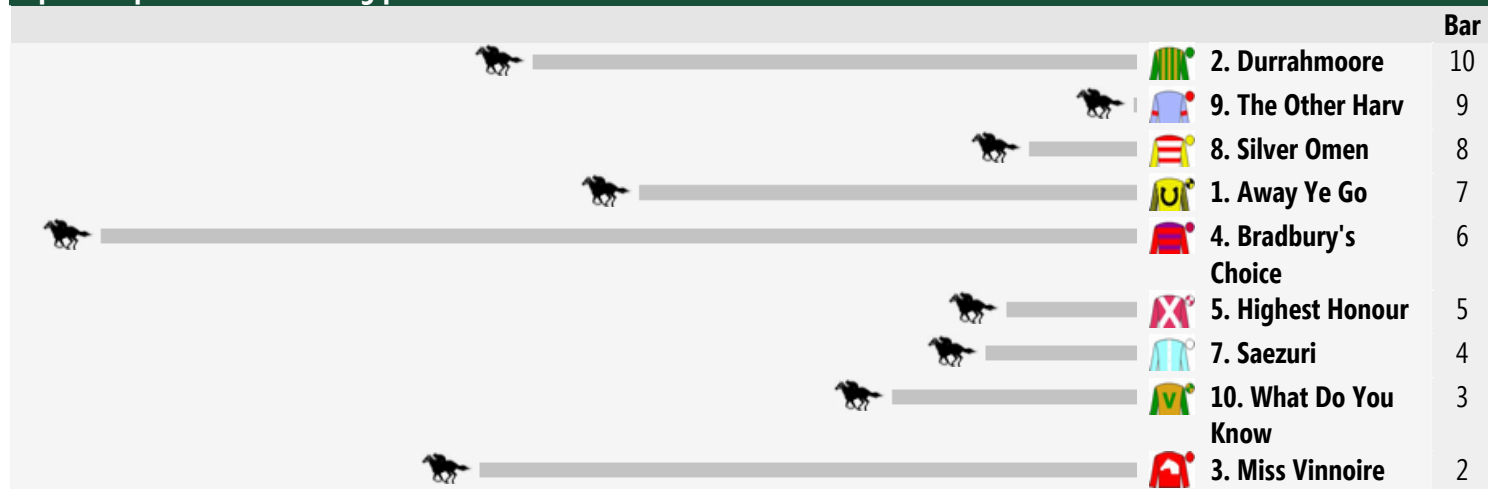 Bar
2. Durrahmoore 10
9. The Other Harv 9
8. Silver Omen 8
1. Away Ye Go 7
4. Bradbury's 6
Choice
5. Highest Honour 5
7. Saezuri 4
10. What Do You 3
Know
3. Miss Vinnoire 2